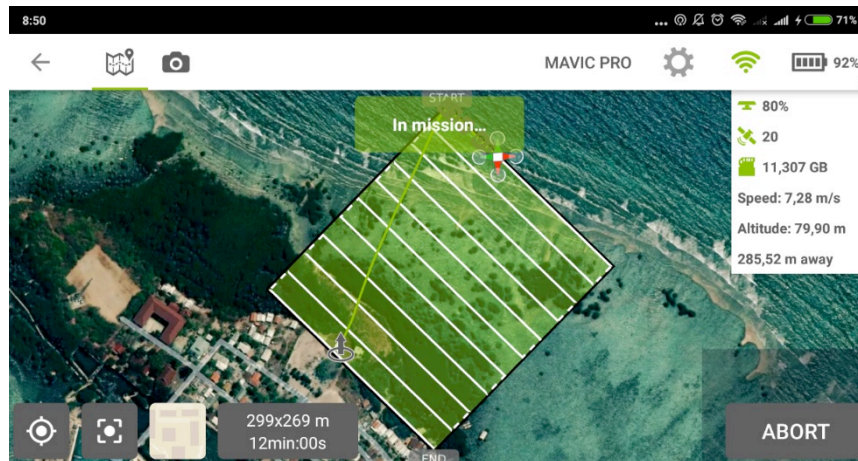 8:50
... 71%
MAVIC PRO
92%
START
In mission...
80%
20
11,307 GB
Speed: 7,28 m/s
Altitude: 79,90 m
285,52 m away
299x269 m
12min:00s
END
ABORT